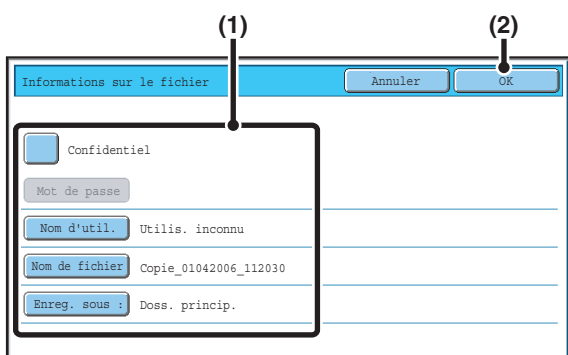 (1) (2)
Informations sur le fichier Annuler OK
Confidentiel
Mot de passe
Nom d'util. Utilis. inconnu
Nom de fichier Copie_01042006_112030
Enreg. sous : Doss. princip.